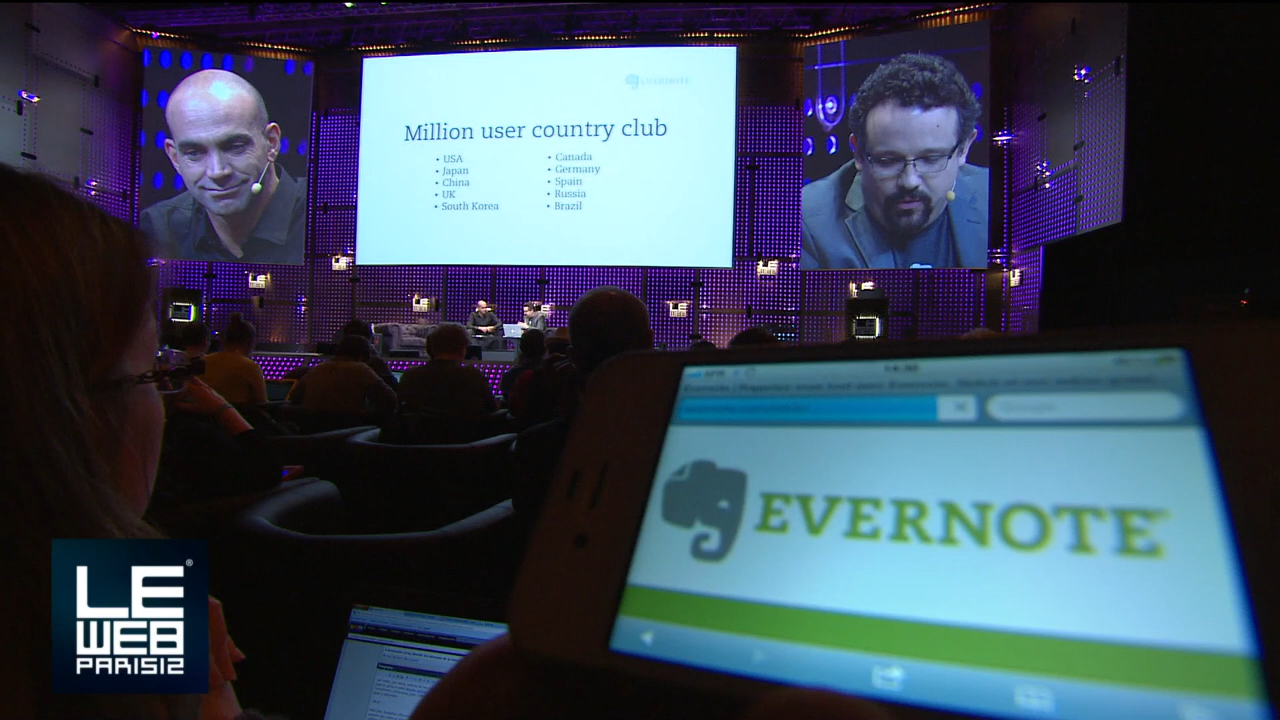 EVERNOTE
Million user country club
• USA
• Japan
• China
• UK
• South Korea
• Canada
• Germany
• Spain
• Russia
• Brazil
EVERNOTE
LE
WEB
PARIS12